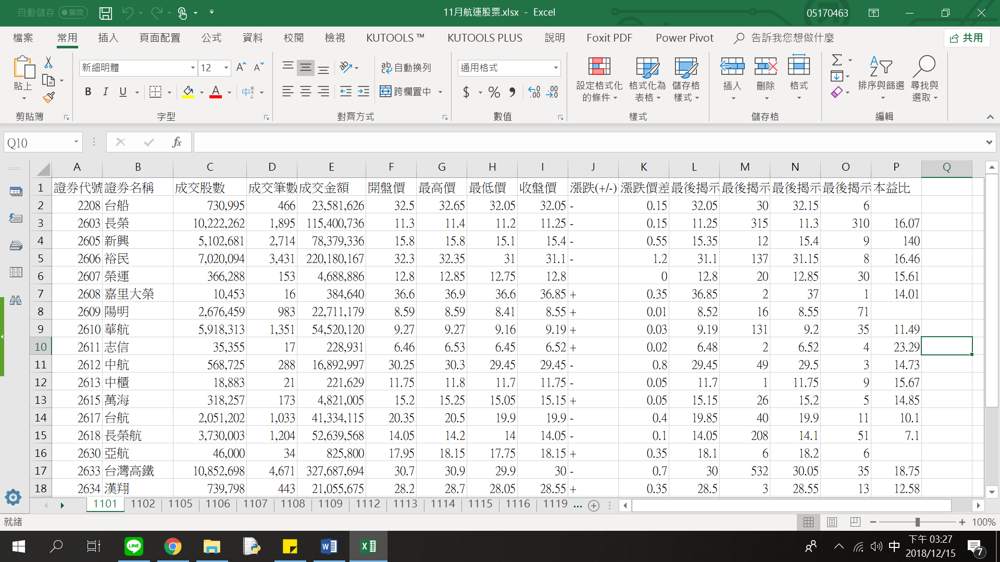 自動儲存 關閉 11月航運股票.xlsx - Excel 05170463
檔案 常用 插入 頁面配置 公式 資料 校閱 檢視 KUTOOLS ™ KUTOOLS PLUS 說明 Foxit PDF Power Pivot 告訴我您想做什麼 共用
貼上 新細明體 12 自動換列 通用格式
B I U 跨欄置中 $ % 設定格式化的條件 格式化為表格 儲存格樣式 插入 刪除 格式 排序與篩選 尋找與選取
剪貼簿 字型 對齊方式 數值 樣式 儲存格 編輯
Q10 fx
A B C D E F G H I J K L M N O P Q
1 證券代號 證券名稱 成交股數 成交筆數 成交金額 開盤價 最高價 最低價 收盤價 漲跌(+/-) 漲跌價差 最後揭示 最後揭示 最後揭示 最後揭示 本益比
2 2208 台船 730,995 466 23,581,626 32.5 32.65 32.05 32.05 - 0.15 32.05 30 32.15 6
3 2603 長榮 10,222,262 1,895 115,400,736 11.3 11.4 11.2 11.25 - 0.15 11.25 315 11.3 310 16.07
4 2605 新興 5,102,681 2,714 78,379,336 15.8 15.8 15.1 15.4 - 0.55 15.35 12 15.4 9 140
5 2606 裕民 7,020,094 3,431 220,180,167 32.3 32.35 31 31.1 - 1.2 31.1 137 31.15 8 16.46
6 2607 榮運 366,288 153 4,688,886 12.8 12.85 12.75 12.8 0 12.8 20 12.85 30 15.61
7 2608 嘉里大榮 10,453 16 384,640 36.6 36.9 36.6 36.85 + 0.35 36.85 2 37 1 14.01
8 2609 陽明 2,676,459 983 22,711,179 8.59 8.59 8.41 8.55 + 0.01 8.52 16 8.55 71
9 2610 華航 5,918,313 1,351 54,520,120 9.27 9.27 9.16 9.19 + 0.03 9.19 131 9.2 35 11.49
10 2611 志信 35,355 17 228,931 6.46 6.53 6.45 6.52 + 0.02 6.48 2 6.52 4 23.29
11 2612 中航 568,725 288 16,892,997 30.25 30.3 29.45 29.45 - 0.8 29.45 49 29.5 3 14.73
12 2613 中櫃 18,883 21 221,629 11.75 11.8 11.7 11.75 - 0.05 11.7 1 11.75 9 15.67
13 2615 萬海 318,257 173 4,821,005 15.2 15.25 15.05 15.15 + 0.05 15.15 26 15.2 5 14.85
14 2617 台航 2,051,202 1,033 41,334,115 20.35 20.5 19.9 19.9 - 0.4 19.85 40 19.9 11 10.1
15 2618 長榮航 3,730,003 1,204 52,639,568 14.05 14.2 14 14.05 - 0.1 14.05 208 14.1 51 7.1
16 2630 亞航 46,000 34 825,800 17.95 18.15 17.75 18.15 + 0.35 18.1 6 18.2 6
17 2633 台灣高鐵 10,852,698 4,671 327,687,694 30.7 30.9 29.9 30 - 0.7 30 532 30.05 35 18.75
18 2634 漢翔 739,798 443 21,055,675 28.2 28.7 28.05 28.55 + 0.35 28.5 3 28.55 13 12.58
1101 1102 1105 1106 1107 1108 1109 1112 1113 1114 1115 1116 1119 ...
就緒 100%
LINE 中 下午 03:27
2018/12/15 7